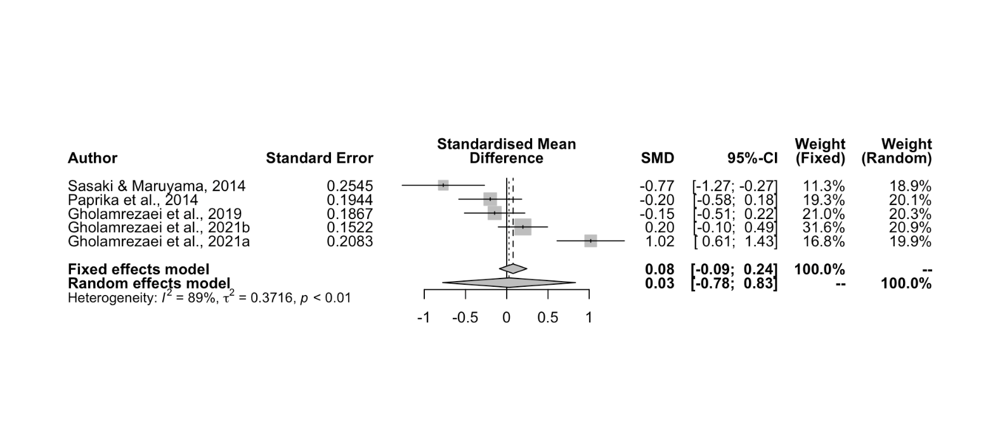 Standardised Mean Weight Weight
Author Standard Error Difference SMD 95%-CI (Fixed) (Random)
Sasaki & Maruyama, 2014 0.2545 -0.77 [-1.27; -0.27] 11.3% 18.9%
Paprika et al., 2014 0.1944 -0.20 [-0.58; 0.18] 19.3% 20.1%
Gholamrezaei et al., 2019 0.1867 -0.15 [-0.51; 0.22] 21.0% 20.3%
Gholamrezaei et al., 2021b 0.1522 0.20 [-0.10; 0.49] 31.6% 20.9%
Gholamrezaei et al., 2021a 0.2083 1.02 [ 0.61; 1.43] 16.8% 19.9%
Fixed effects model 0.08 [-0.09; 0.24] 100.0% --
Random effects model 0.03 [-0.78; 0.83] -- 100.0%
Heterogeneity: I² = 89%, τ² = 0.3716, p < 0.01
-1 -0.5 0 0.5 1